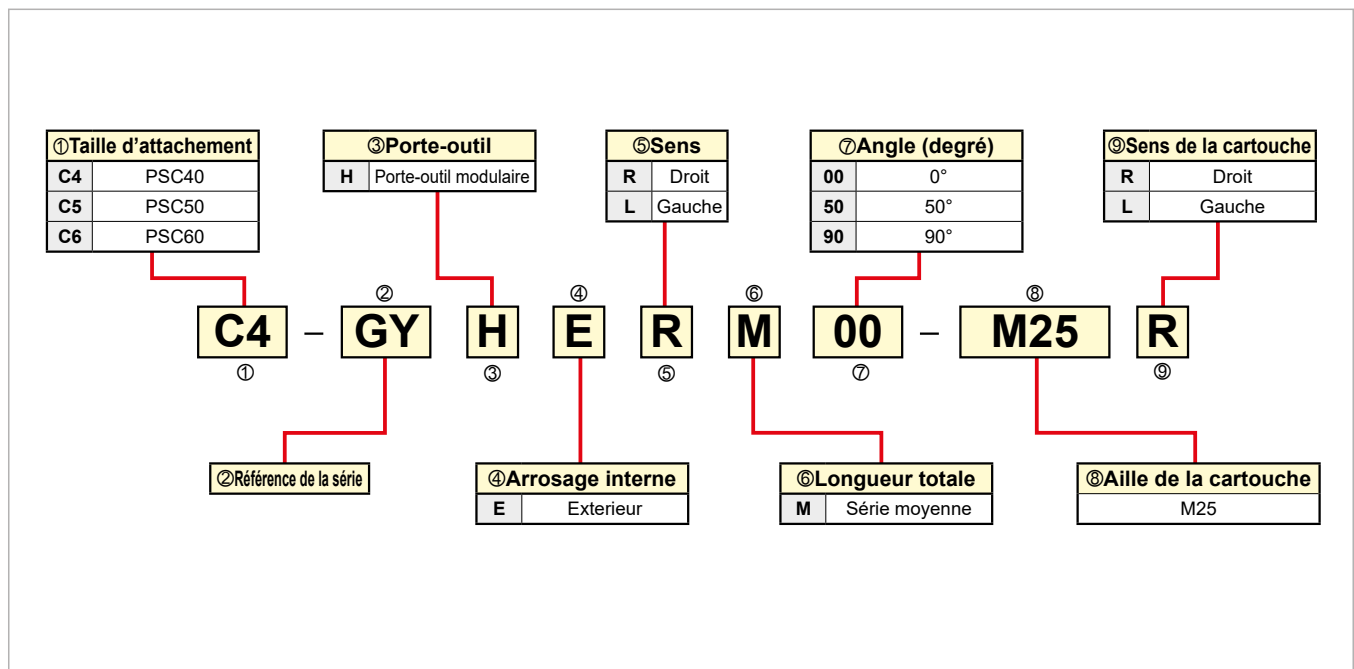 ①Taille d’attachement
C4 PSC40
C5 PSC50
C6 PSC60
③Porte-outil
H Porte-outil modulaire
⑤Sens
R Droit
L Gauche
⑦Angle (degré)
00 0°
50 50°
90 90°
⑨Sens de la cartouche
R Droit
L Gauche
② ④ ⑥ ⑧
C4 – GY H E R M 00 – M25 R
① ③ ⑤ ⑦ ⑨
②Référence de la série
④Arrosage interne
E Exterieur
⑥Longueur totale
M Série moyenne
⑧Aille de la cartouche
M25